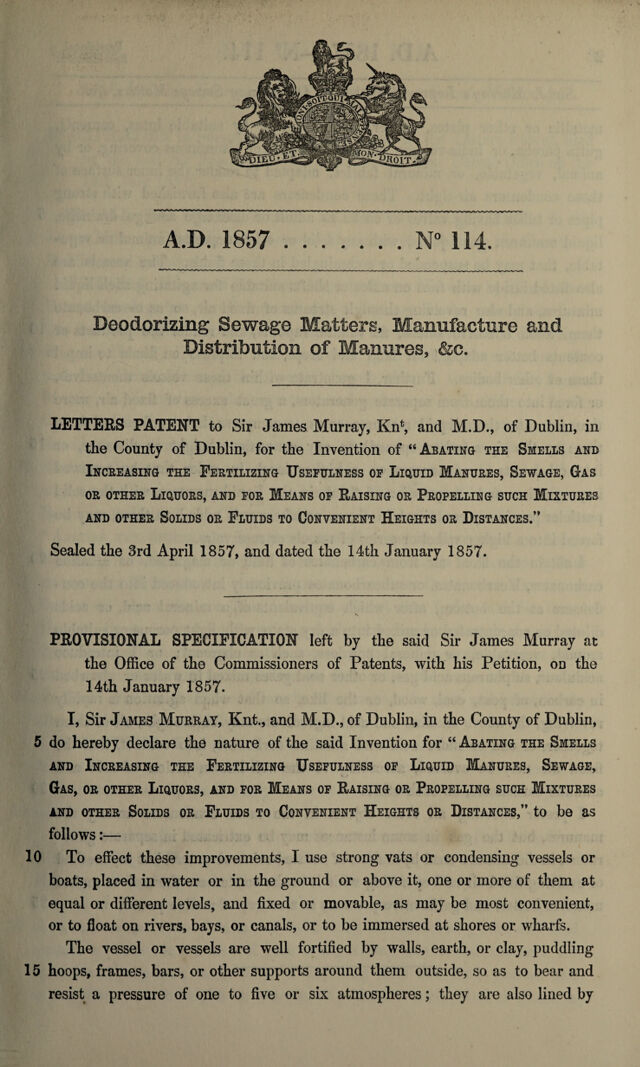 DIEU ET MON DROIT
A.D. 1857 . . . . . . . . N° 114.
Deodorizing Sewage Matters, Manufacture and
Distribution of Manures, &c.
LETTERS PATENT to Sir James Murray, Knt, and M.D., of Dublin, in
the County of Dublin, for the Invention of “ ABATING THE SMELLS AND
INCREASING THE FERTILIZING USEFULNESS OF LIQUID MANURES, SEWAGE, GAS
OR OTHER LIQUORS, AND FOR MEANS OF RAISING OR PROPELLING SUCH MIXTURES
AND OTHER SOLIDS OR FLUIDS TO CONVENIENT HEIGHTS OR DISTANCES.”
Sealed the 3rd April 1857, and dated the 14th January 1857.
PROVISIONAL SPECIFICATION left by the said Sir James Murray at
the Office of the Commissioners of Patents, with his Petition, on the
14th January 1857.
I, Sir JAMES MURRAY, Knt., and M.D., of Dublin, in the County of Dublin,
5 do hereby declare the nature of the said Invention for “ ABATING THE SMELLS
AND INCREASING THE FERTILIZING USEFULNESS OF LIQUID MANURES, SEWAGE,
GAS, OR OTHER LIQUORS, AND FOR MEANS OF RAISING OR PROPELLING SUCH MIXTURES
AND OTHER SOLIDS OR FLUIDS TO CONVENIENT HEIGHTS OR DISTANCES,” to be as
follows :—
10 To effect these improvements, I use strong vats or condensing vessels or
boats, placed in water or in the ground or above it, one or more of them at
equal or different levels, and fixed or movable, as may be most convenient,
or to float on rivers, bays, or canals, or to be immersed at shores or wharfs.
The vessel or vessels are well fortified by walls, earth, or clay, puddling
15 hoops, frames, bars, or other supports around them outside, so as to bear and
resist a pressure of one to five or six atmospheres ; they are also lined by